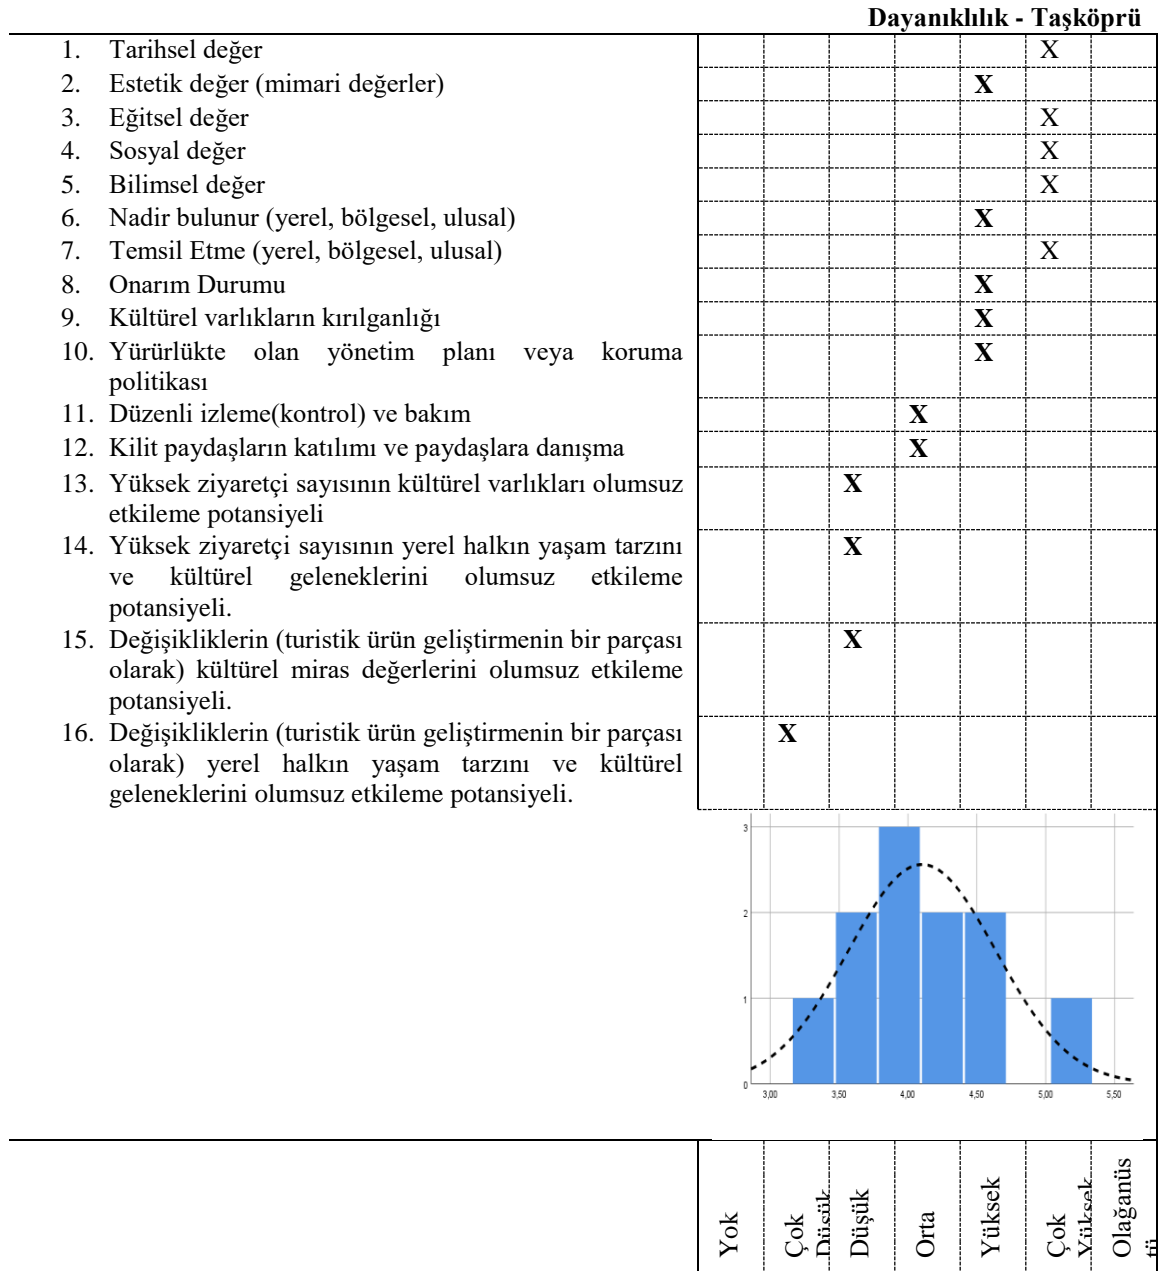 Dayanıklılık - Taşköprü
1. Tarihsel değer X
2. Estetik değer (mimari değerler) X
3. Eğitsel değer X
4. Sosyal değer X
5. Bilimsel değer X
6. Nadir bulunur (yerel, bölgesel, ulusal) X
7. Temsil Etme (yerel, bölgesel, ulusal) X
8. Onarım Durumu X
9. Kültürel varlıkların kırılganlığı X
10. Yürürlükte olan yönetim planı veya koruma X
politikası
11. Düzenli izleme(kontrol) ve bakım X
12. Kilit paydaşların katılımı ve paydaşlara danışma X
13. Yüksek ziyaretçi sayısının kültürel varlıkları olumsuz X
etkileme potansiyeli
14. Yüksek ziyaretçi sayısının yerel halkın yaşam tarzını X
ve kültürel geleneklerini olumsuz etkileme
potansiyeli.
15. Değişikliklerin (turistik ürün geliştirmenin bir parçası X
olarak) kültürel miras değerlerini olumsuz etkileme
potansiyeli.
16. Değişikliklerin (turistik ürün geliştirmenin bir parçası X
olarak) yerel halkın yaşam tarzını ve kültürel
geleneklerini olumsuz etkileme potansiyeli.
3
2
1
0
3,00 3,50 4,00 4,50 5,00 5,50
Yok
Çok
Düşük
Düşük
Orta
Yüksek
Çok
Yüksek
Olağanüs
tü